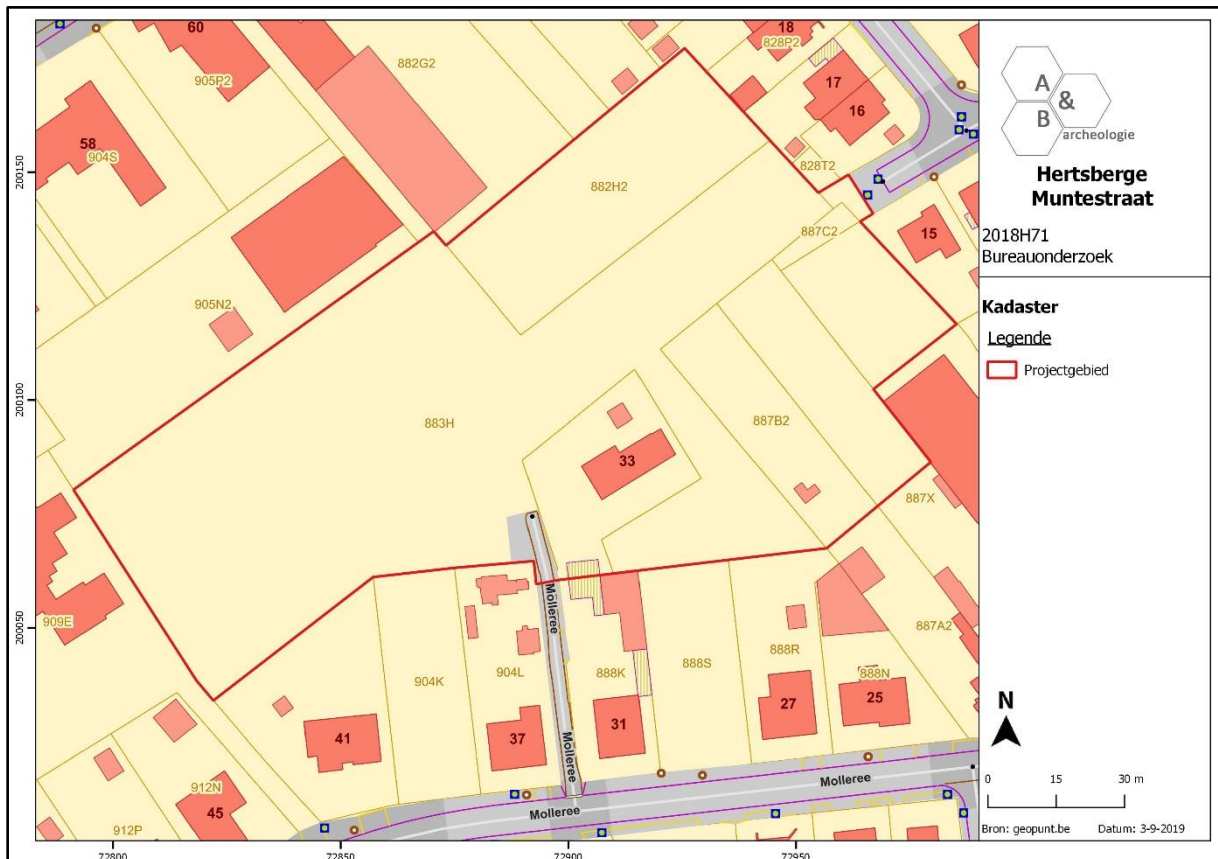 60
18
828P2
882G2
905P2
17
16
58
904S
200150
882H2
828T2
887C2
15
905N2
200100
883H
887B2
33
887X
Molleree
909E
200050
887A2
904K
904L
888K
888S
888R
888N
41
37
31
27
25
Molleree
912N
45
912P
Molleree
Molleree
72800
72850
72900
72950
A
&
B
archeologie
Hertsberge
Muntestraat
2018H71
Bureauonderzoek
Kadaster
Legende
Projectgebied
N
0 15 30 m
Bron: geopunt.be Datum: 3-9-2019